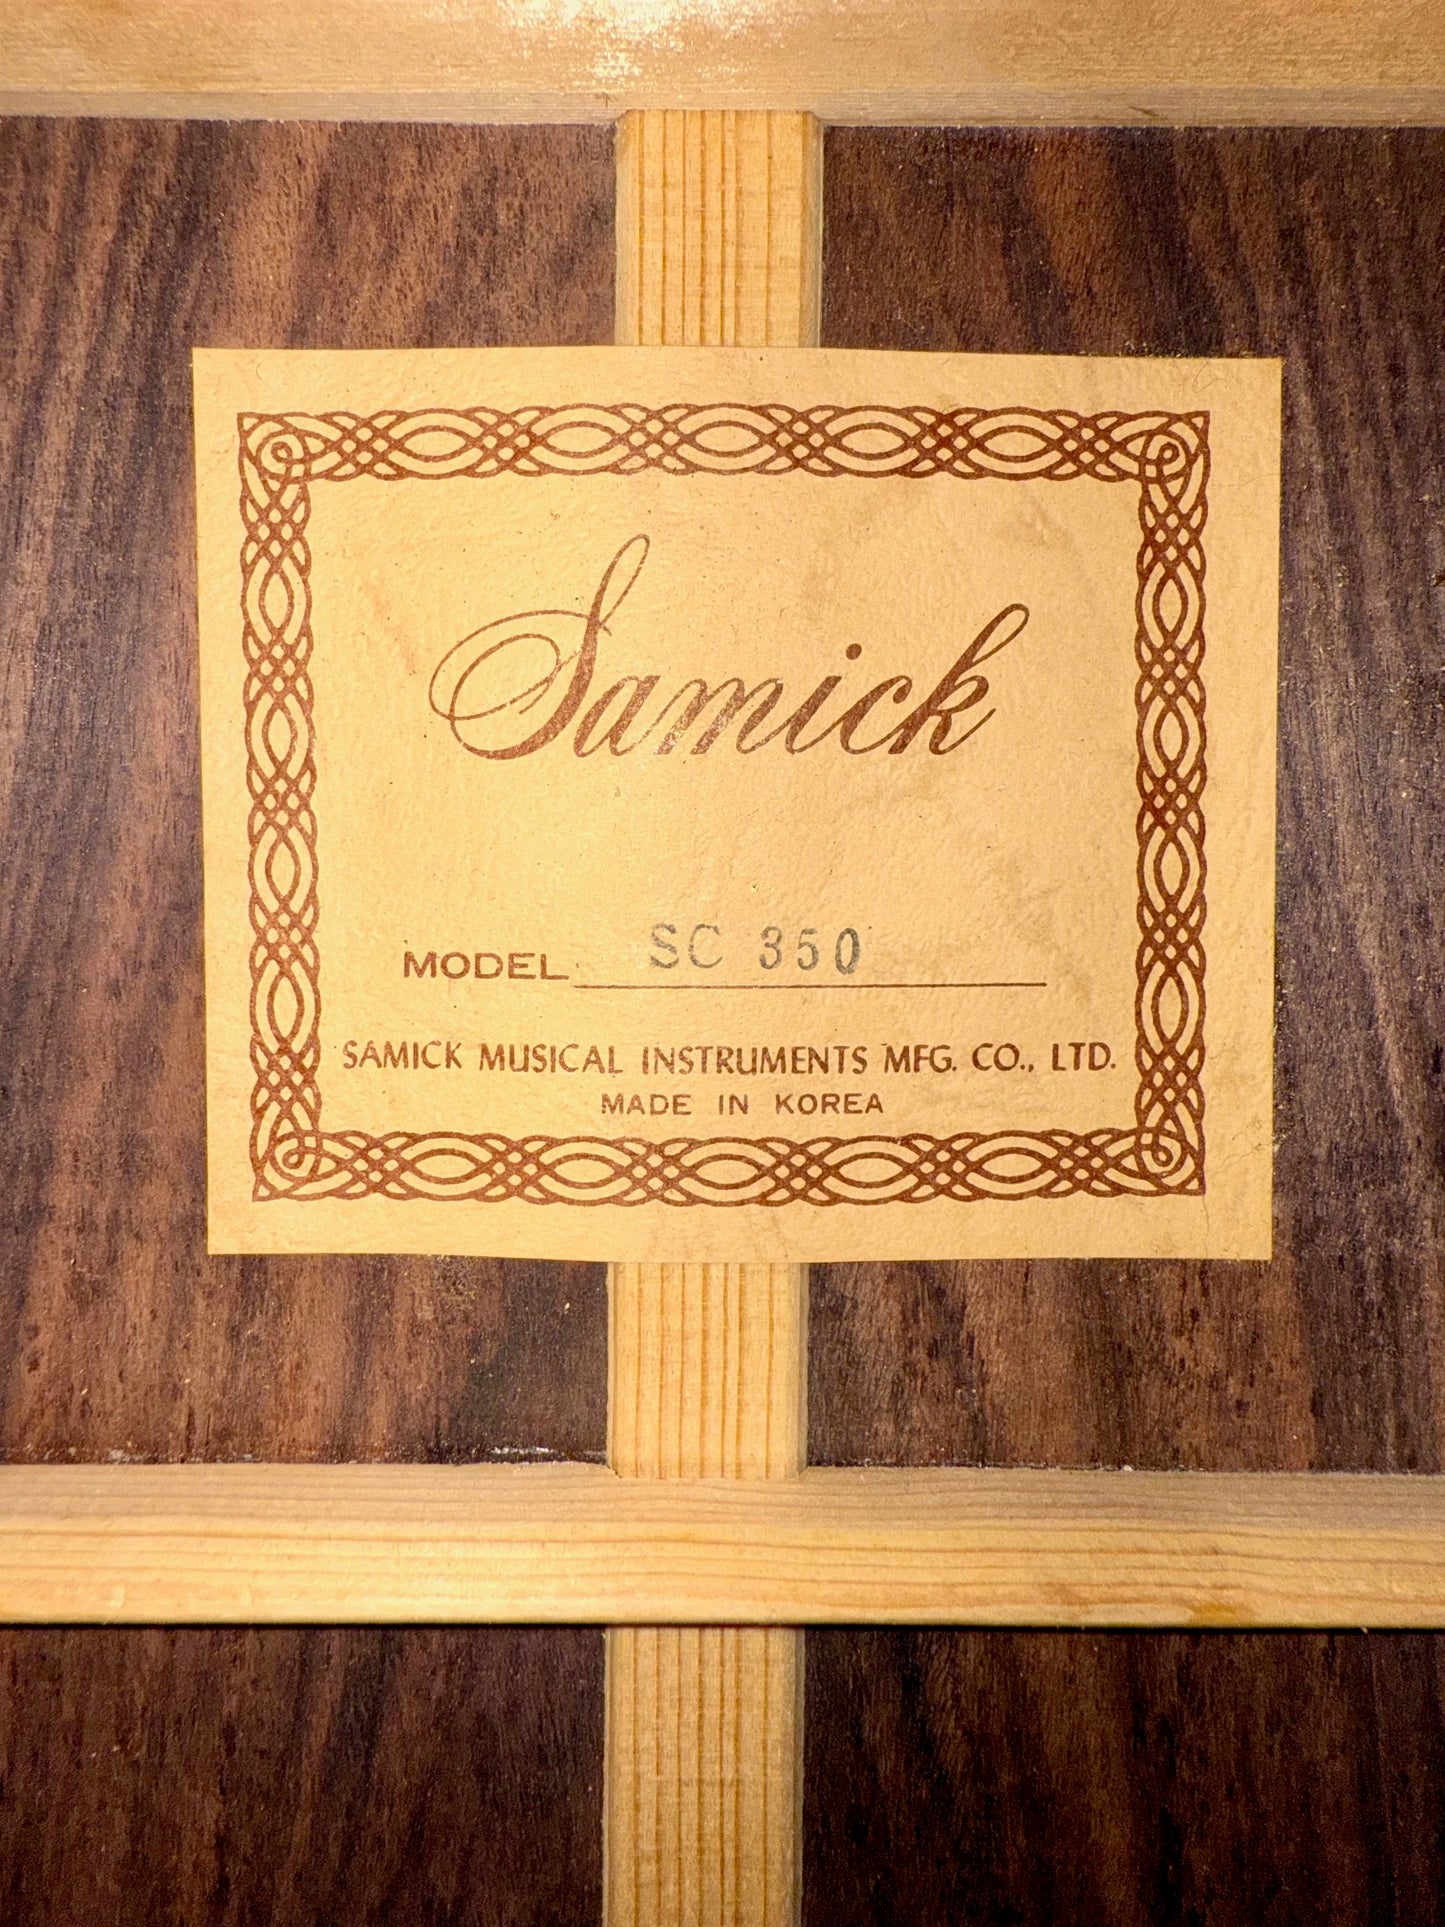 Samick
MODEL SC 350
SAMICK MUSICAL INSTRUMENTS MFG. CO., LTD.
MADE IN KOREA